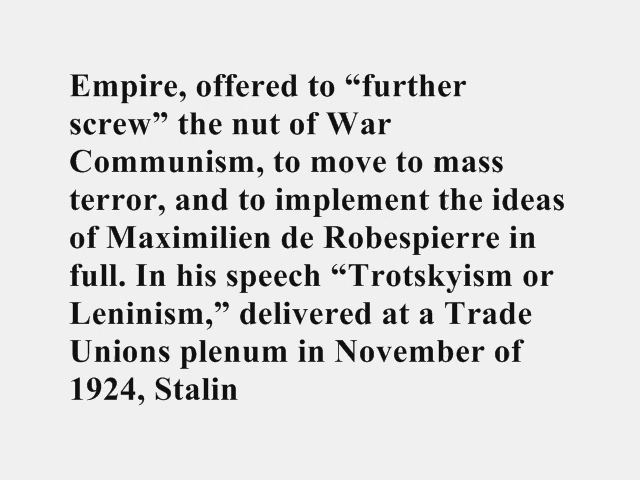 Empire, offered to “further
screw” the nut of War
Communism, to move to mass
terror, and to implement the ideas
of Maximilien de Robespierre in
full. In his speech “Trotskyism or
Leninism,” delivered at a Trade
Unions plenum in November of
1924, Stalin